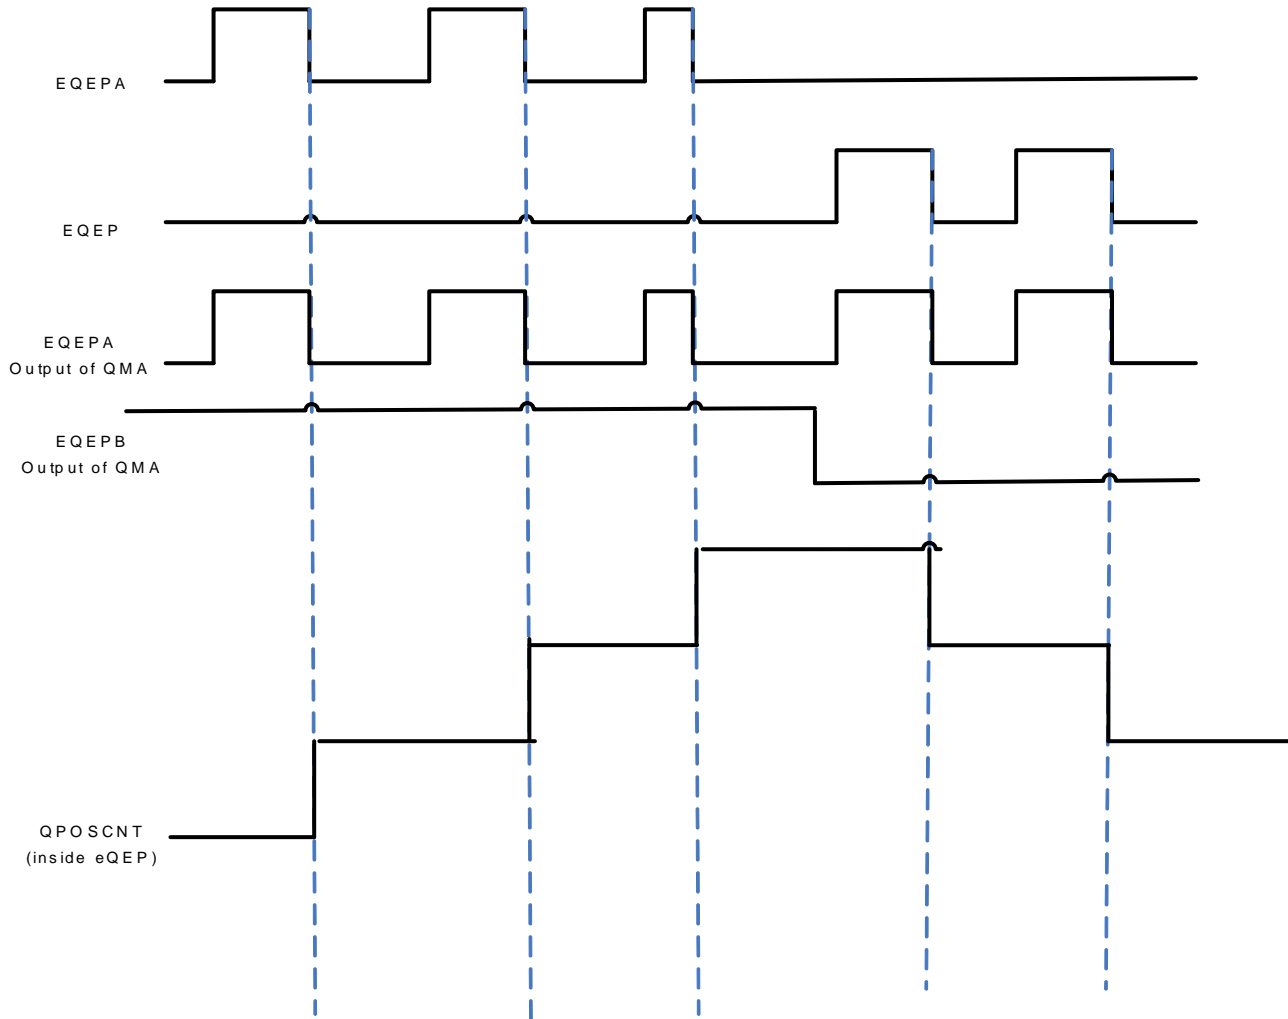 EQEPA
EQEP
EQEPA
Output of QMA
EQEPB
Output of QMA
QPOSCNT
(inside eQEP)